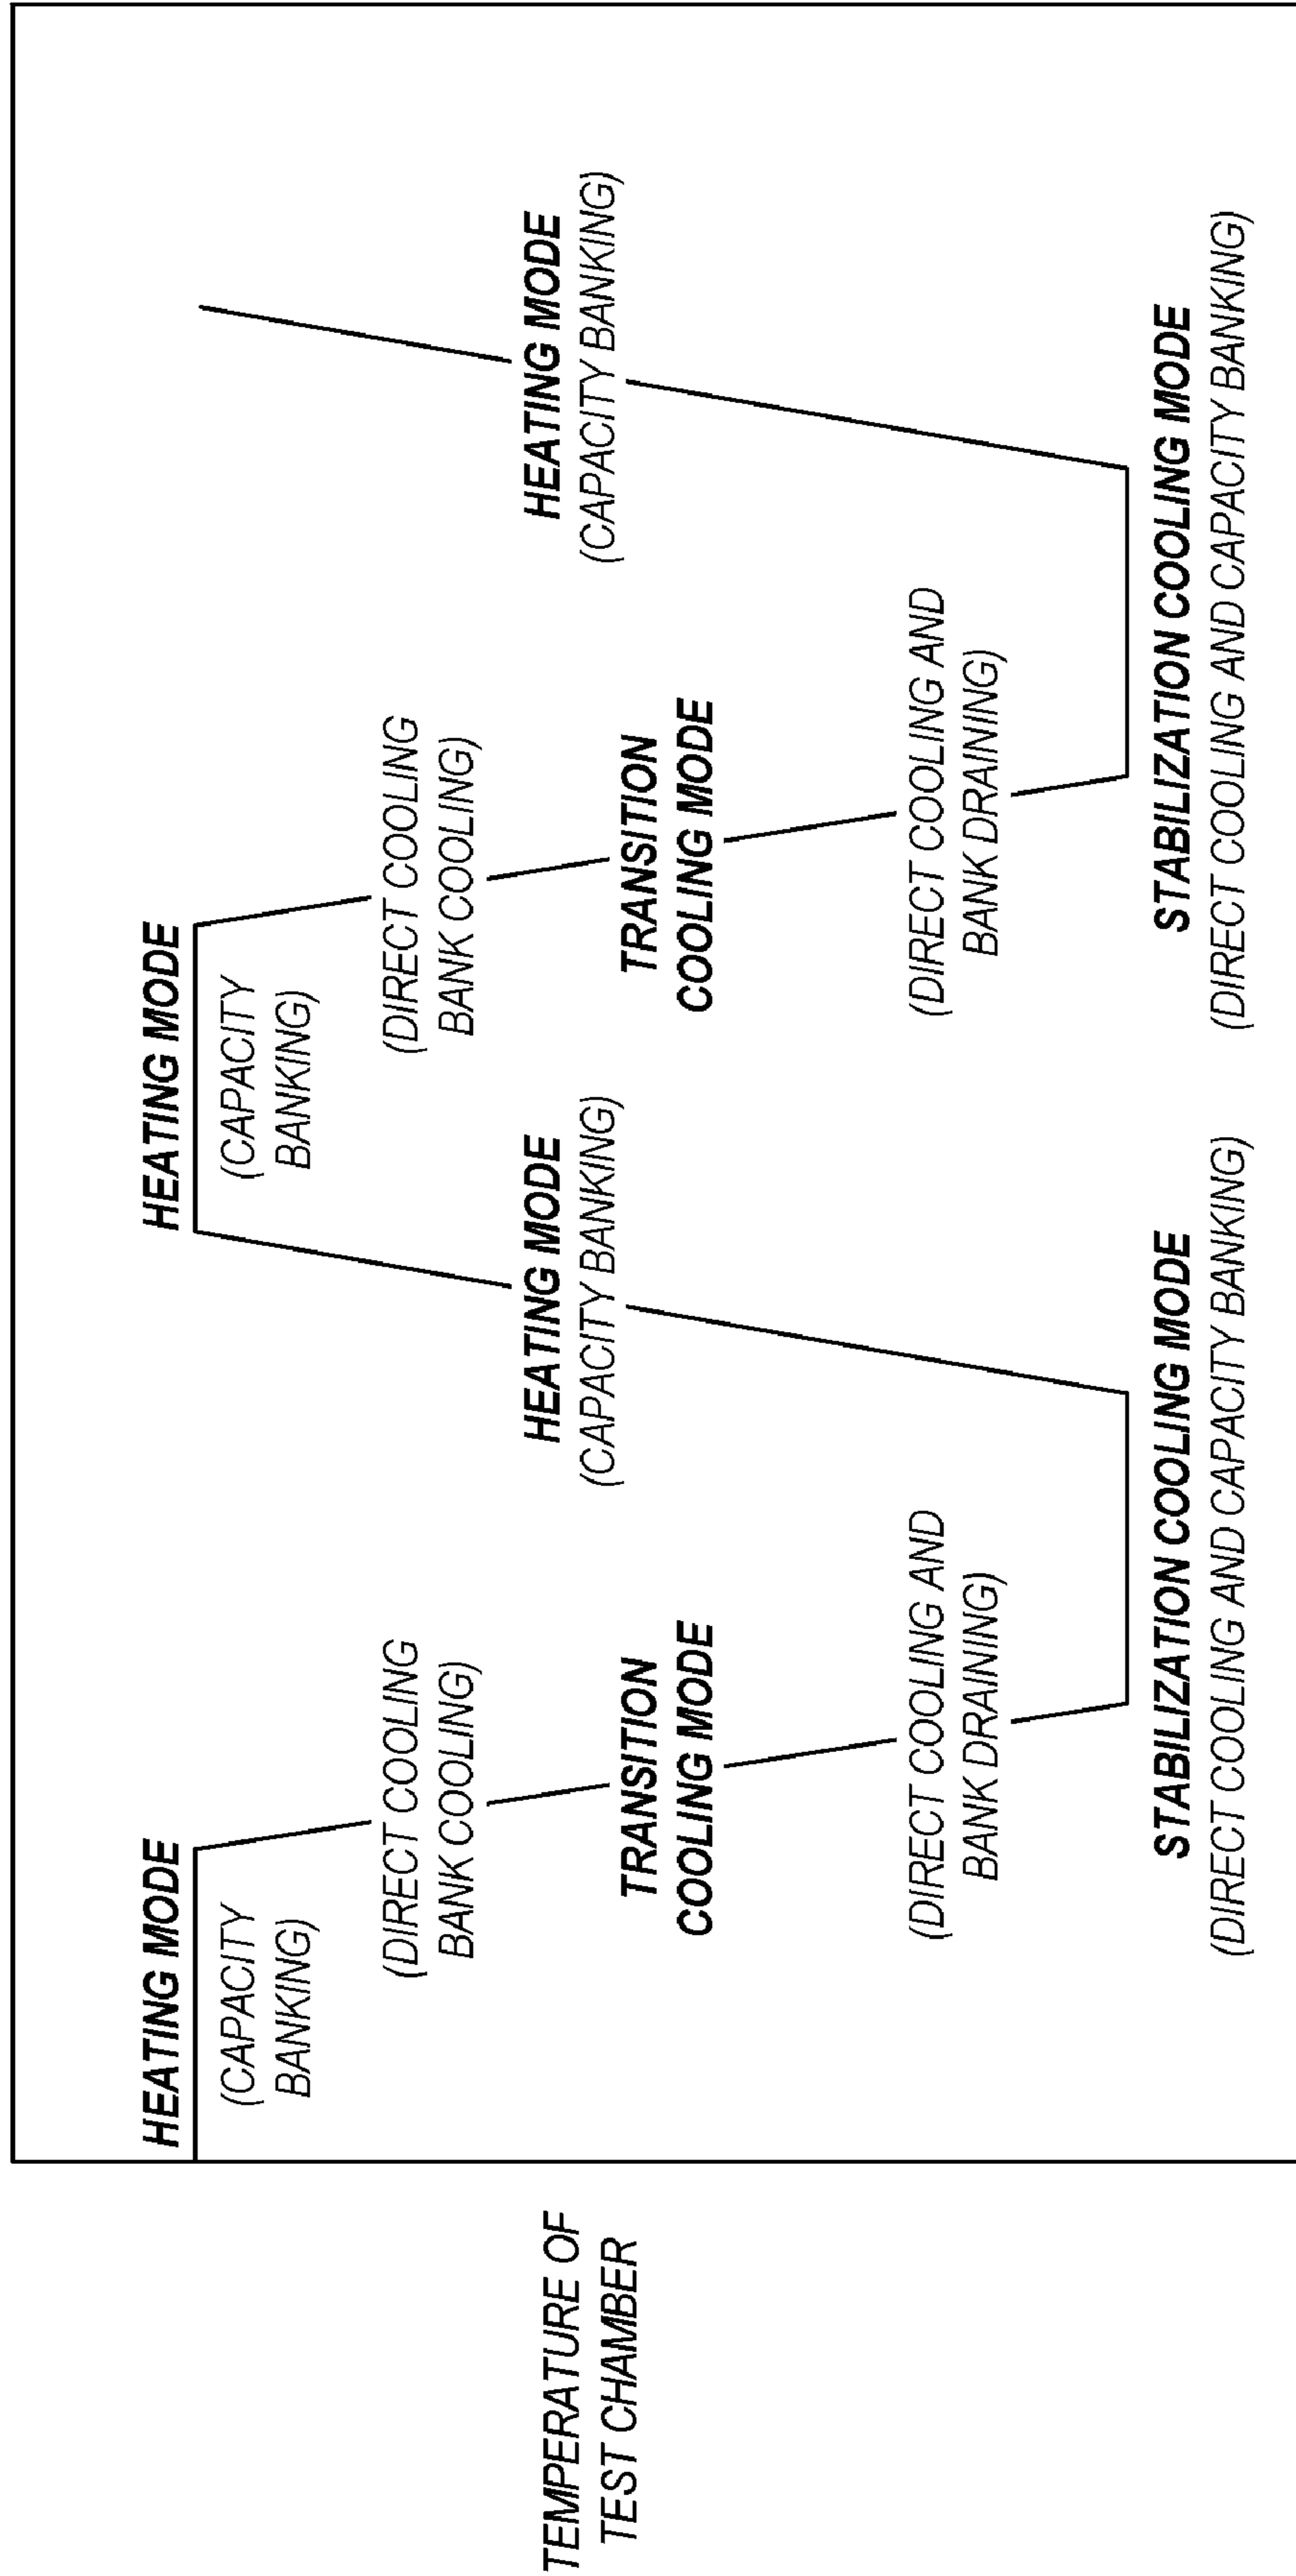 TEMPERATURE OF
TEST CHAMBER
HEATING MODE
(CAPACITY
BANKING)
(DIRECT COOLING
BANK COOLING)
TRANSITION
COOLING MODE
(DIRECT COOLING AND
BANK DRAINING)
STABILIZATION COOLING MODE
(DIRECT COOLING AND CAPACITY BANKING)
HEATING MODE
(CAPACITY BANKING)
HEATING MODE
(CAPACITY
BANKING)
(DIRECT COOLING
BANK COOLING)
TRANSITION
COOLING MODE
(DIRECT COOLING AND
BANK DRAINING)
STABILIZATION COOLING MODE
(DIRECT COOLING AND CAPACITY BANKING)
HEATING MODE
(CAPACITY BANKING)